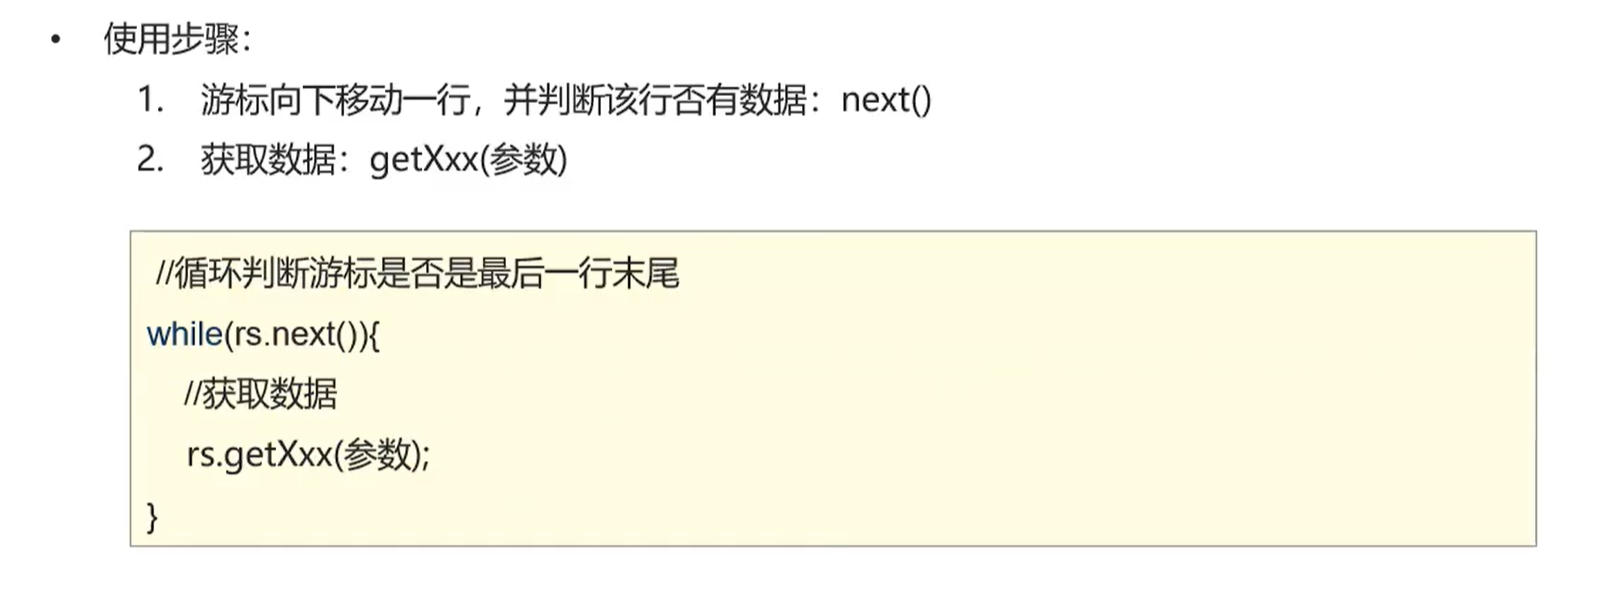 • 使用步骤：
1. 游标向下移动一行，并判断该行否有数据：next()
2. 获取数据：getXxx(参数)
//循环判断游标是否是最后一行末尾
while(rs.next()){
//获取数据
rs.getXxx(参数);
}